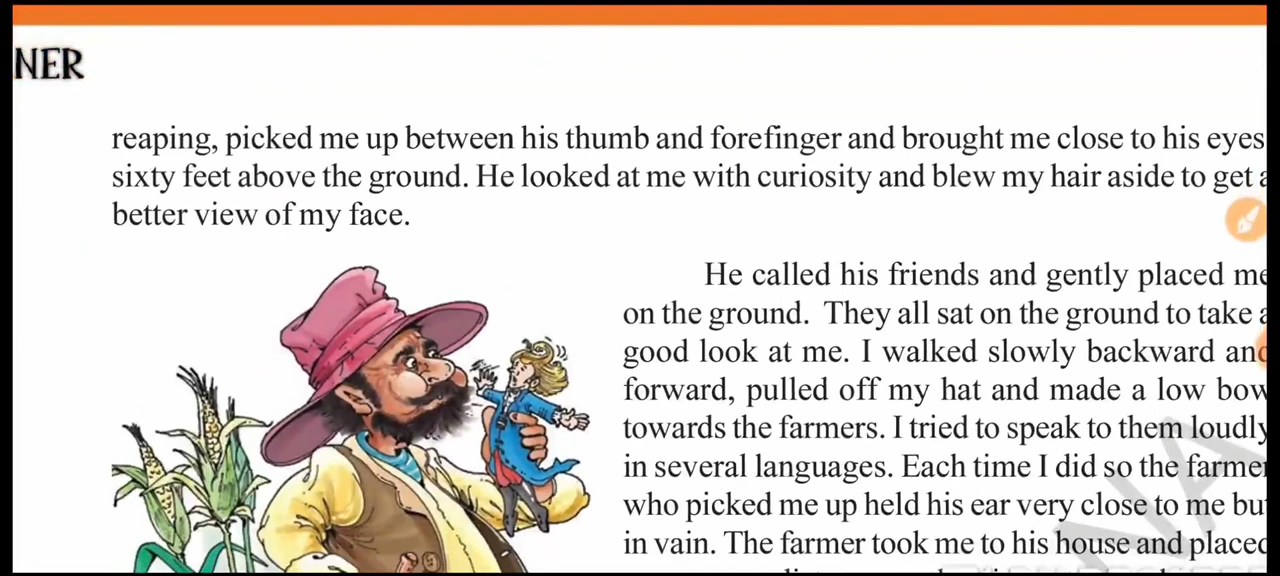 NER
reaping, picked me up between his thumb and forefinger and brought me close to his eyes
sixty feet above the ground. He looked at me with curiosity and blew my hair aside to get a
better view of my face.
He called his friends and gently placed me
on the ground. They all sat on the ground to take a
good look at me. I walked slowly backward and
forward, pulled off my hat and made a low bow
towards the farmers. I tried to speak to them loudly
in several languages. Each time I did so the farmer
who picked me up held his ear very close to me but
in vain. The farmer took me to his house and placed